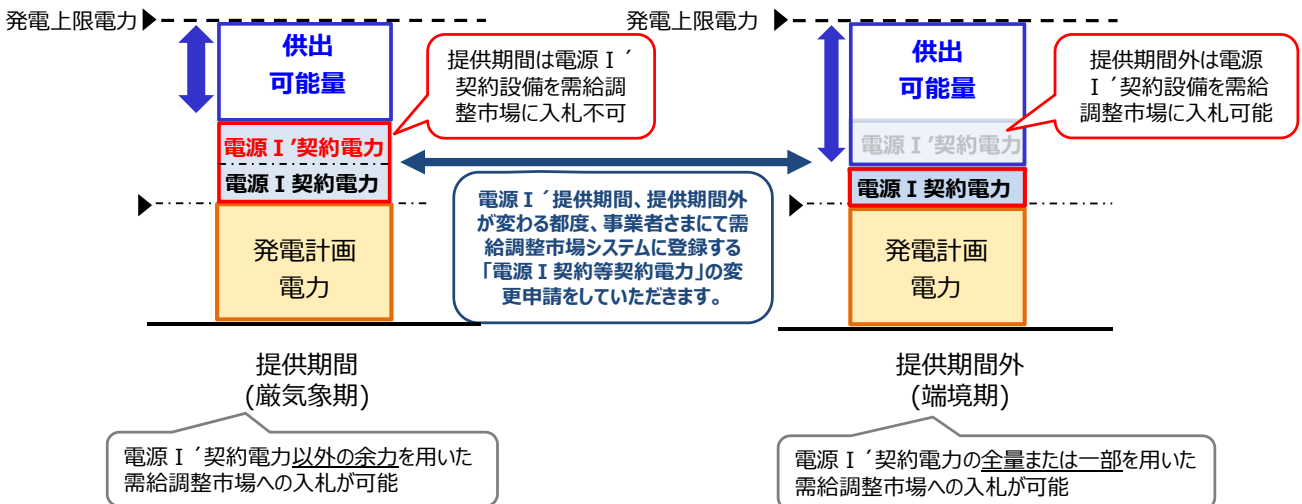 発電上限電力
供出
可能量
提供期間は電源Ⅰ´
契約設備を需給調
整市場に入札不可
電源Ⅰ’契約電力
電源Ⅰ契約電力
発電計画
電力
提供期間
(厳気象期)
電源Ⅰ´契約電力以外の余力を用いた
需給調整市場への入札が可能
電源Ⅰ´提供期間、提供期間外
が変わる都度、事業者さまにて需
給調整市場システムに登録する
「電源Ⅰ契約等契約電力」の変
更申請をしていただきます。
発電上限電力
供出
可能量
提供期間外は電源
Ⅰ´契約設備を需給
調整市場に入札可能
電源Ⅰ’契約電力
電源Ⅰ契約電力
発電計画
電力
提供期間外
(端境期)
電源Ⅰ´契約電力の全量または一部を用いた
需給調整市場への入札が可能